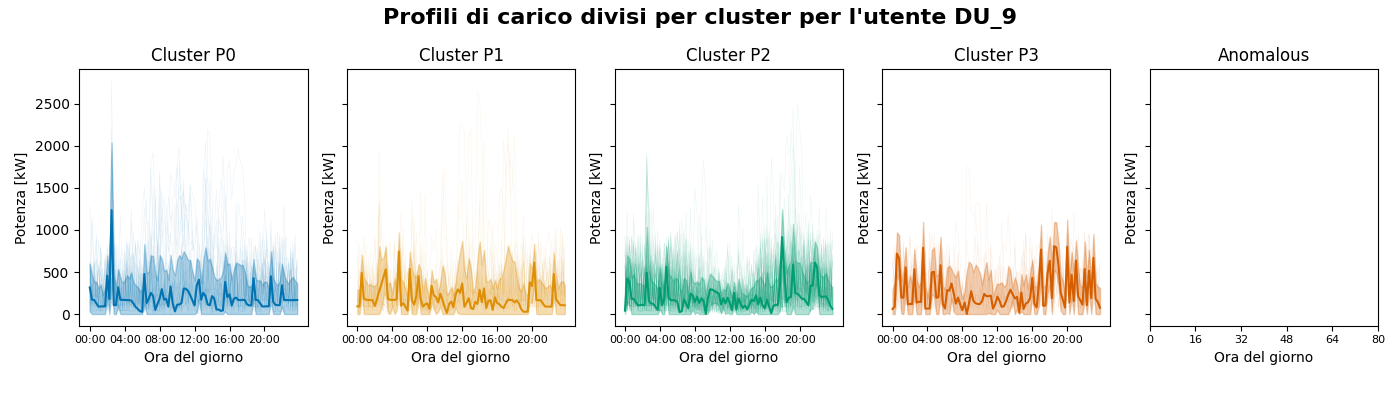 Profili di carico divisi per cluster per l'utente DU_9
Cluster P0
Cluster P1
Cluster P2
Cluster P3
Anomalous
Potenza [kW]
2500
2000
1500
1000
500
0
00:00 04:00 08:00 12:00 16:00 20:00
Ora del giorno
Potenza [kW]
00:00 04:00 08:00 12:00 16:00 20:00
Ora del giorno
Potenza [kW]
00:00 04:00 08:00 12:00 16:00 20:00
Ora del giorno
Potenza [kW]
00:00 04:00 08:00 12:00 16:00 20:00
Ora del giorno
Potenza [kW]
0 16 32 48 64 80
Ora del giorno